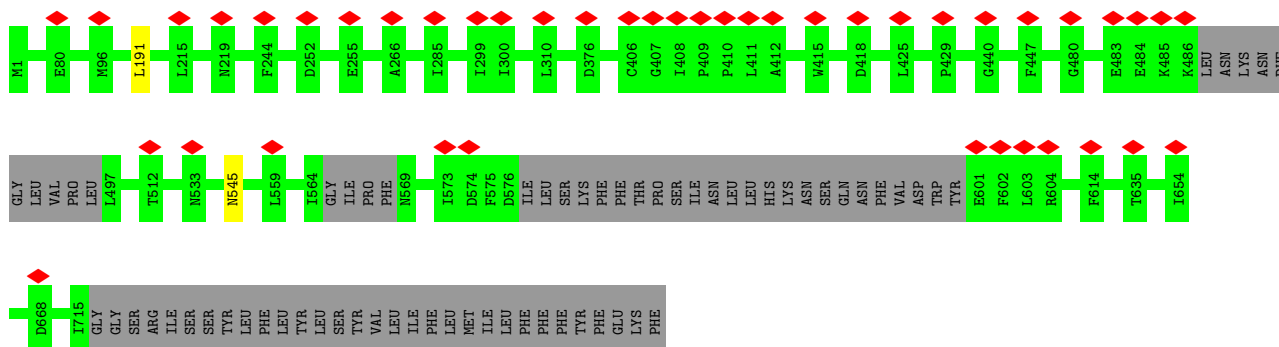 M1 E80 M96 L191 L215 N219 F244 D252 E255 A266 I285 I299 I300 L310 D376 C406 G407 I408 P409 P410 L411 A412 W415 D418 L425 P429 G440 F447 G480 E483 E484 K485 K486 LEU ASN LYS ASN PHE
GLY LEU VAL PRO LEU L497 T512 N533 N545 L559 I564 GLY ILE PRO PHE N569 I573 D574 F575 D576 ILE LEU SER LYS PHE PHE THR PRO SER ILE ASN LEU LEU HIS LYS ASN SER GLN ASN PHE VAL ASP TRP TYR E601 F602 L603 R604 F614 T635 I654
D668 I715 GLY GLY SER ARG ILE SER SER TYR LEU PHE LEU TYR LEU SER TYR VAL LEU ILE PHE LEU MET ILE LEU PHE PHE PHE TYR PHE GLU LYS PHE